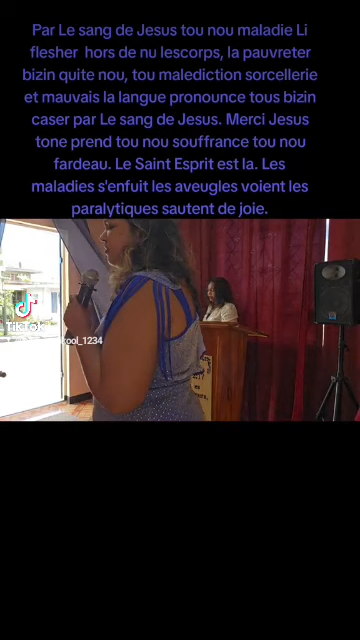 Par Le sang de Jesus tou nou maladie Li
flesher hors de nu lescorps, la pauvreter
bizin quite nou, tou malediction sorcellerie
et mauvais la langue pronounce tous bizin
caser par Le sang de Jesus. Merci Jesus
tone prend tou nou souffrance tou nou
fardeau. Le Saint Esprit est la. Les
maladies s'enfuit les aveugles voient les
paralytiques sautent de joie.
TikTok
kool_1234